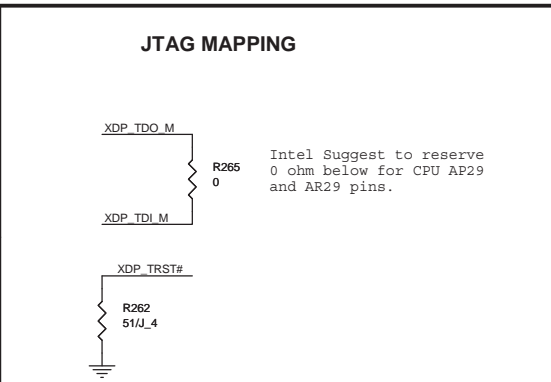 JTAG MAPPING
XDP_TDO_M
R265
0
Intel Suggest to reserve
0 ohm below for CPU AP29
and AR29 pins.
XDP_TDI_M
XDP_TRST#
R262
51/J_4